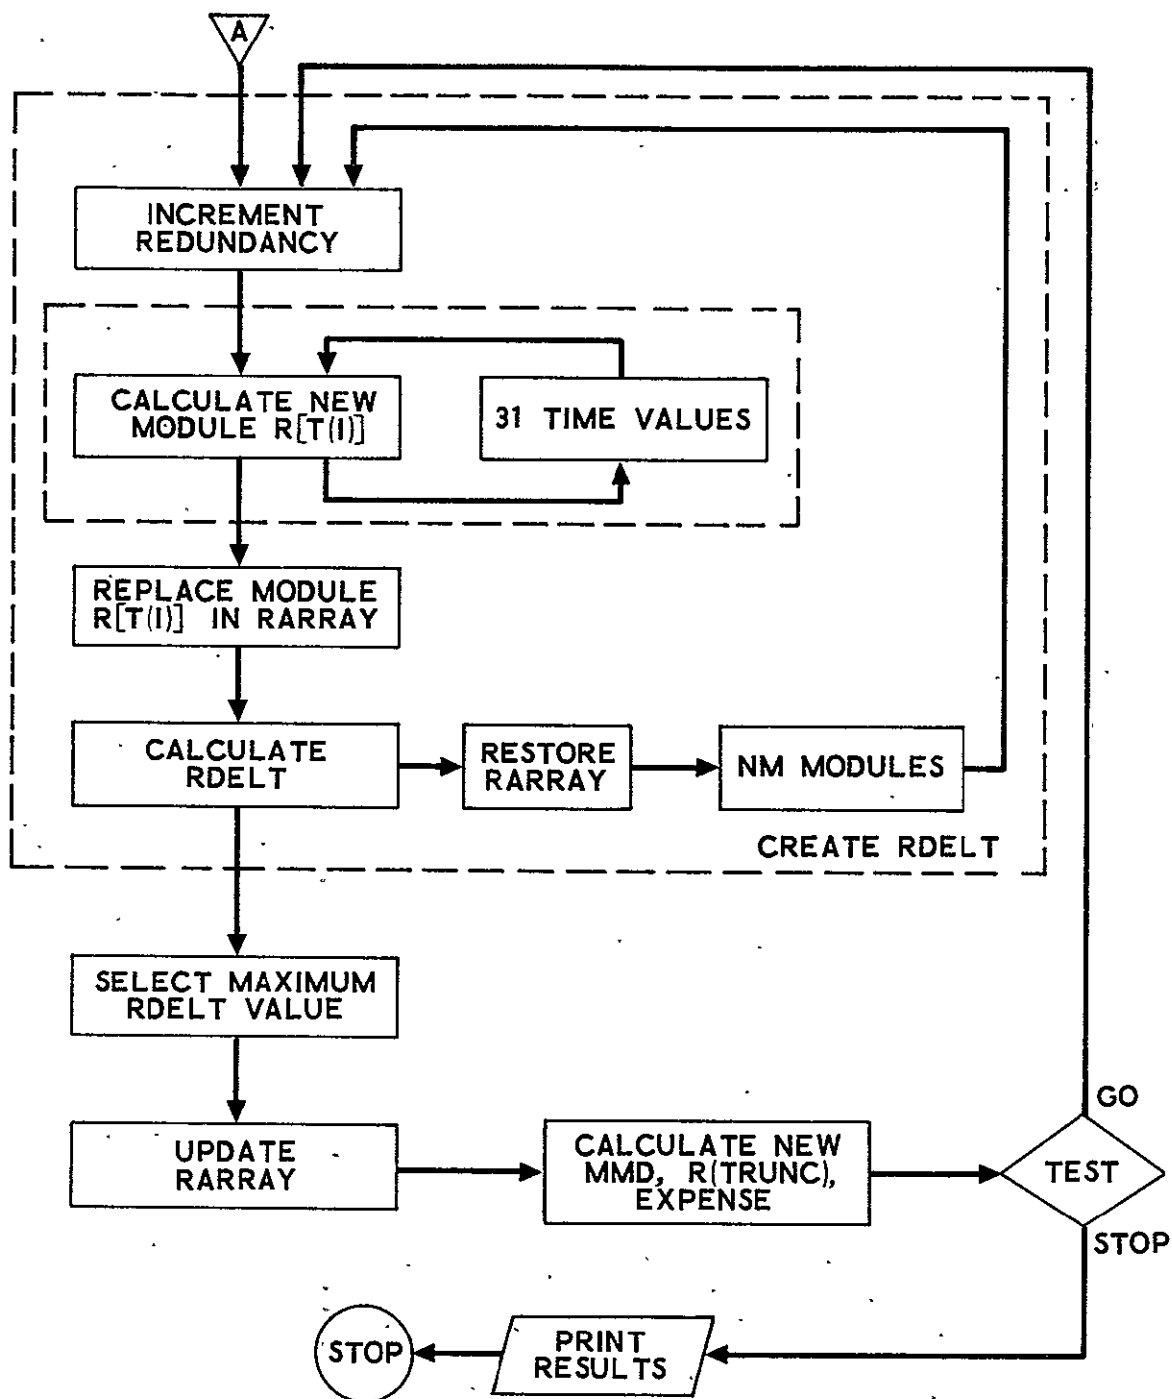 A
INCREMENT
REDUNDANCY
CALCULATE NEW
MODULE R[T(I)]
31 TIME VALUES
REPLACE MODULE
R[T(I)] IN RARRAY
CALCULATE
RDELT
RESTORE
RARRAY
NM MODULES
CREATE RDELT
SELECT MAXIMUM
RDELT VALUE
UPDATE
RARRAY
CALCULATE NEW
MMD, R(TRUNC),
EXPENSE
GO
TEST
STOP
PRINT
RESULTS
STOP